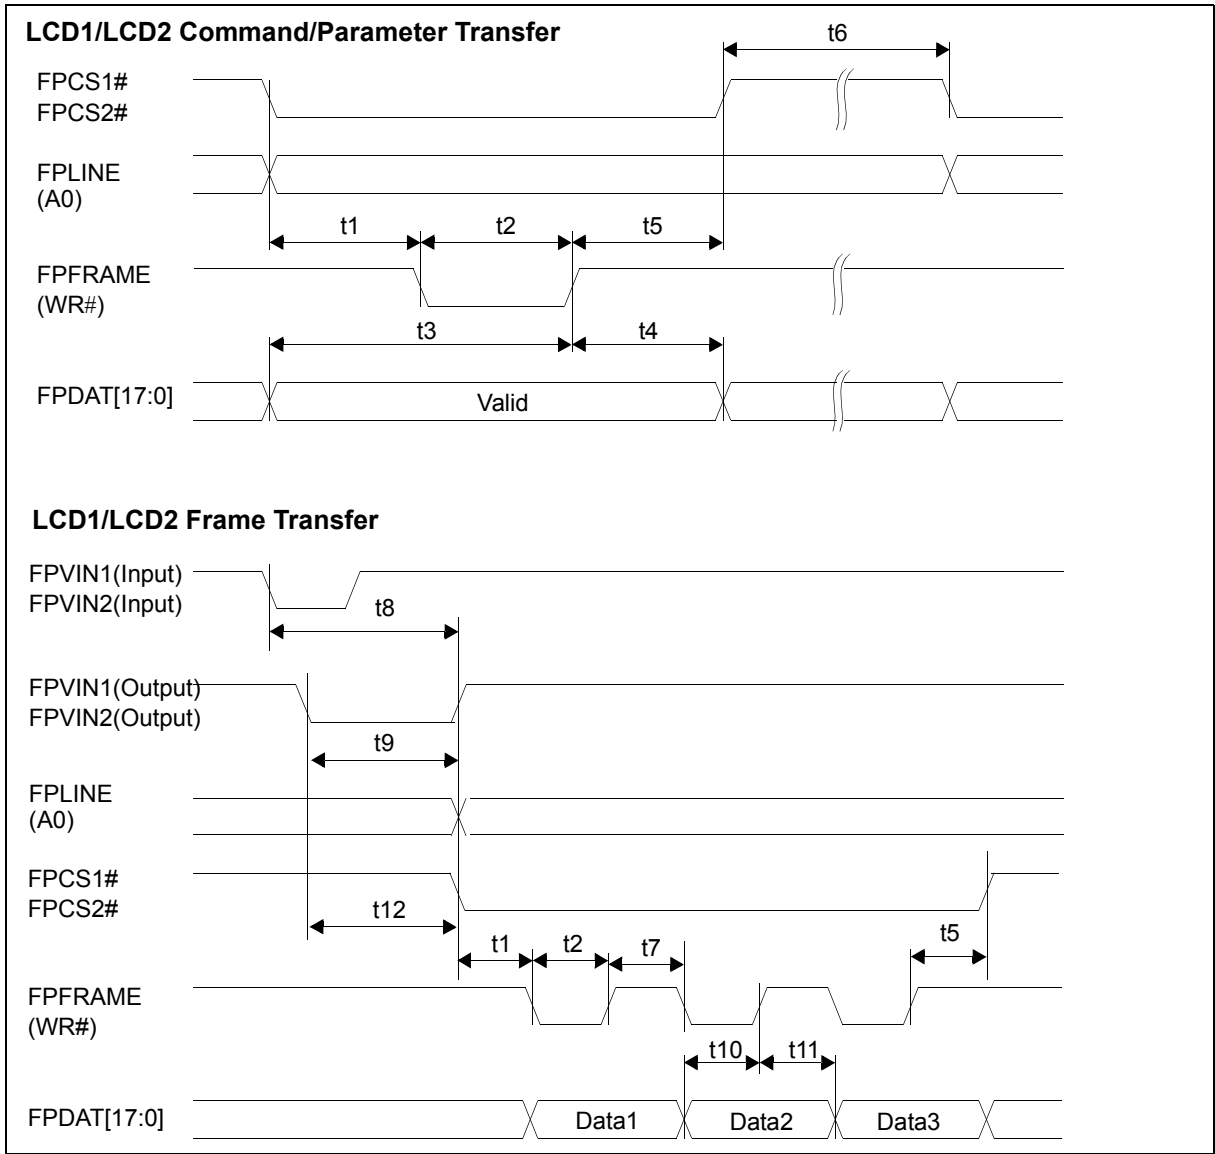 LCD1/LCD2 Command/Parameter Transfer
t6
FPCS1#
FPCS2#
FPLINE
(A0)
t1
t2
t5
FPFRAME
(WR#)
t3
t4
FPDAT[17:0]
Valid
LCD1/LCD2 Frame Transfer
FPVIN1(Input)
FPVIN2(Input)
t8
FPVIN1(Output)
FPVIN2(Output)
t9
FPLINE
(A0)
FPCS1#
FPCS2#
t12
t1
t2
t7
t5
FPFRAME
(WR#)
t10
t11
FPDAT[17:0]
Data1
Data2
Data3